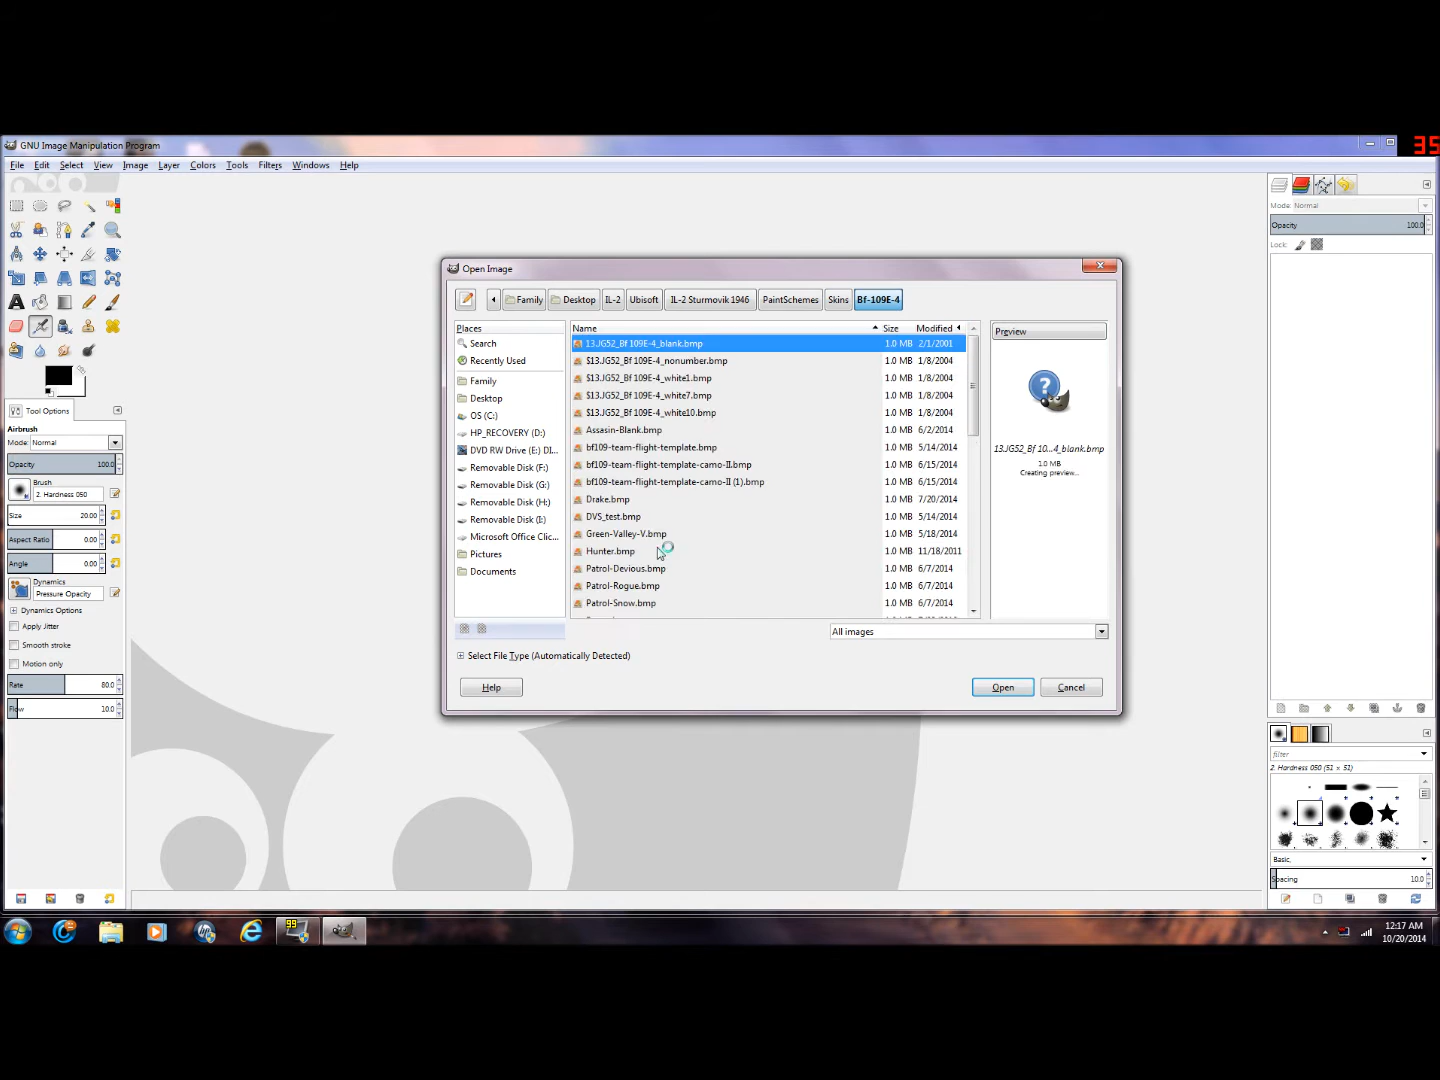 GNU Image Manipulation Program
35
File Edit Select View Image Layer Colors Tools Filters Windows Help
Mode: Normal
Opacity 100.0
Lock:
Open Image
Family Desktop IL-2 Ubisoft IL-2 Sturmovik 1946 PaintSchemes Skins Bf-109E-4
Places
Search
Recently Used
Family
Desktop
OS (C:)
HP_RECOVERY (D:)
DVD RW Drive (E:) DI...
Removable Disk (F:)
Removable Disk (G:)
Removable Disk (H:)
Removable Disk (I:)
Microsoft Office Clic...
Pictures
Documents
Name Size Modified
13.JG52_Bf 109E-4_blank.bmp 1.0 MB 2/1/2001
$13.JG52_Bf 109E-4_nonumber.bmp 1.0 MB 1/8/2004
$13.JG52_Bf 109E-4_white1.bmp 1.0 MB 1/8/2004
$13.JG52_Bf 109E-4_white7.bmp 1.0 MB 1/8/2004
$13.JG52_Bf 109E-4_white10.bmp 1.0 MB 1/8/2004
Assasin-Blank.bmp 1.0 MB 6/2/2014
bf109-team-flight-template.bmp 1.0 MB 5/14/2014
bf109-team-flight-template-camo-II.bmp 1.0 MB 6/15/2014
bf109-team-flight-template-camo-II (1).bmp 1.0 MB 6/15/2014
Drake.bmp 1.0 MB 7/20/2014
DVS_test.bmp 1.0 MB 5/14/2014
Green-Valley-V.bmp 1.0 MB 5/18/2014
Hunter.bmp 1.0 MB 11/18/2011
Patrol-Devious.bmp 1.0 MB 6/7/2014
Patrol-Rogue.bmp 1.0 MB 6/7/2014
Patrol-Snow.bmp 1.0 MB 6/7/2014
Preview
13.JG52_Bf 10...4_blank.bmp
1.0 MB
Creating preview...
All images
Select File Type (Automatically Detected)
Help Open Cancel
Tool Options
Airbrush
Mode: Normal
Opacity 100.0
Brush
2. Hardness 050
Size 20.00
Aspect Ratio 0.00
Angle 0.00
Dynamics
Pressure Opacity
Dynamics Options
Apply Jitter
Smooth stroke
Motion only
Rate 80.0
Flow 10.0
filter
2. Hardness 050 (51 × 51)
Basic,
Spacing 10.0
99
12:17 AM
10/20/2014